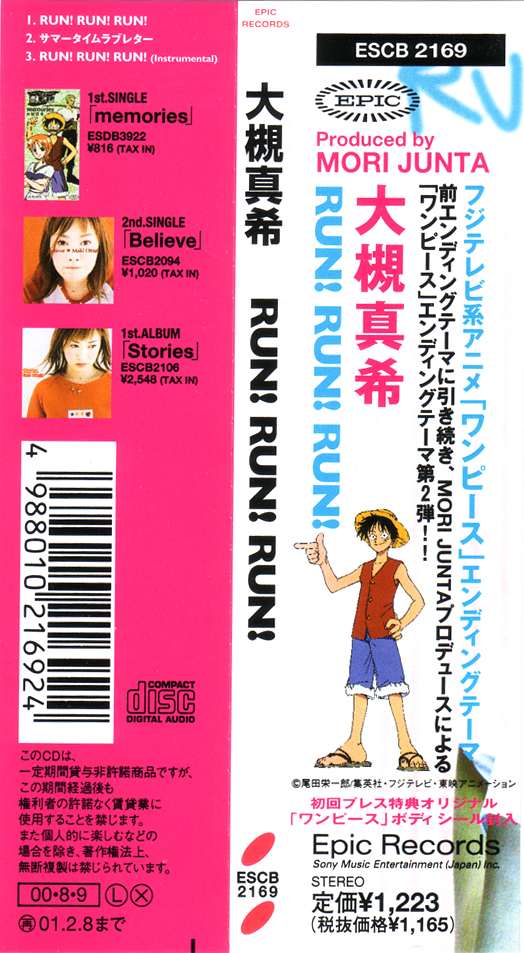 1. RUN! RUN! RUN!
2. サマータイムラブレター
3. RUN! RUN! RUN! (Instrumental)
1st.SINGLE
「memories」
ESDB3922
¥816 (TAX IN)
2nd.SINGLE
「Believe」
ESCB2094
¥1,020 (TAX IN)
1st.ALBUM
「Stories」
ESCB2106
¥2,548 (TAX IN)
4 988010 216924
COMPACT
disc
DIGITAL AUDIO
このCDは、
一定期間貸与非許諾商品ですが、
この期間経過後も
権利者の許諾なく賃貸業に
使用することを禁じます。
また個人的に楽しむなどの
場合を除き、著作権法上、
無断複製は禁じられています。
00・8・9 Ⓛ Ⓧ
再 01.2.8まで
EPIC
RECORDS
大槻真希
RUN! RUN! RUN!
ESCB
2169
ESCB 2169
EPIC
Produced by
MORI JUNTA
フジテレビ系アニメ「ワンピース」エンディングテーマ
前エンディングテーマに引き続き、MORI JUNTAプロデュースによる
「ワンピース」エンディングテーマ第2弾!!
大槻真希
RUN! RUN! RUN!
©尾田栄一郎/集英社・フジテレビ・東映アニメーション
初回プレス特典オリジナル
「ワンピース」ボディシール封入
Epic Records
Sony Music Entertainment (Japan) Inc.
STEREO
定価¥1,223
(税抜価格¥1,165)